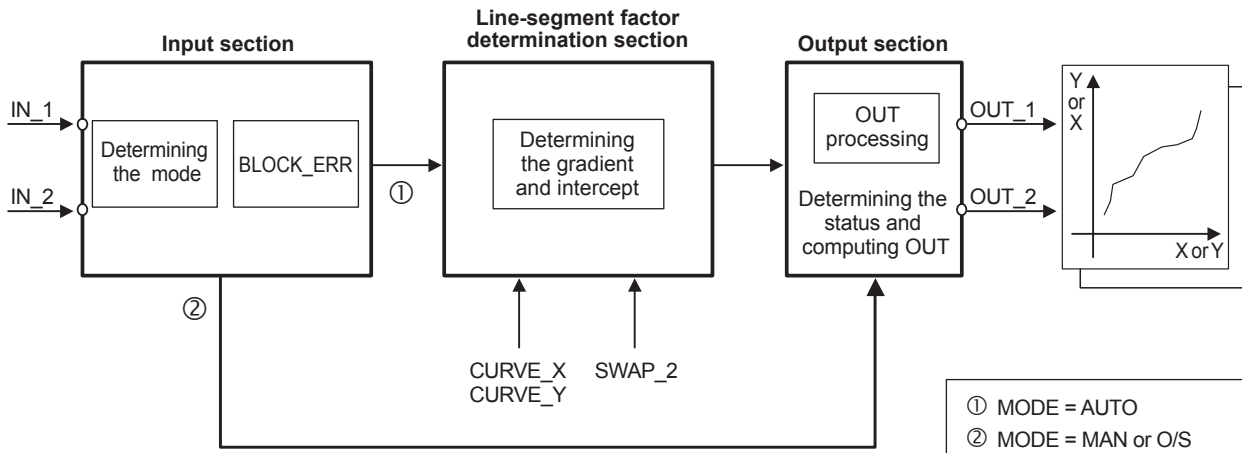 Input section
Line-segment factor
determination section
Output section
IN_1
IN_2
Determining
the mode
BLOCK_ERR
①
②
Determining
the gradient
and intercept
CURVE_X
CURVE_Y
SWAP_2
OUT
processing
Determining the
status and
computing OUT
OUT_1
OUT_2
Y
or
X
X or Y
① MODE = AUTO
② MODE = MAN or O/S